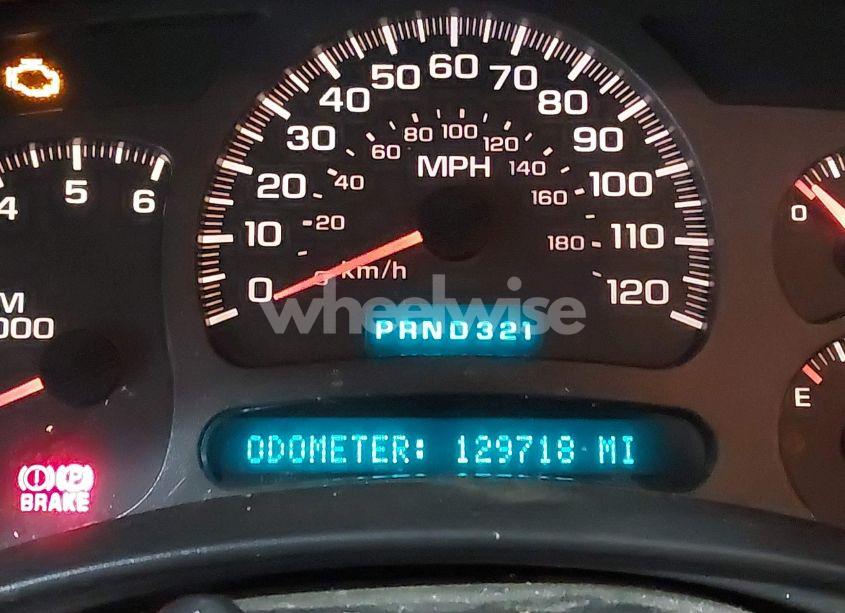 50 60 70
40 80
30 80 100 120 90
60 MPH 140
20 40 160 100
10 20 180 110
0 km/h 120
4 5 6
0
000
wheelwise
PRND321
E
ODOMETER: 129718 MI
P
BRAKE